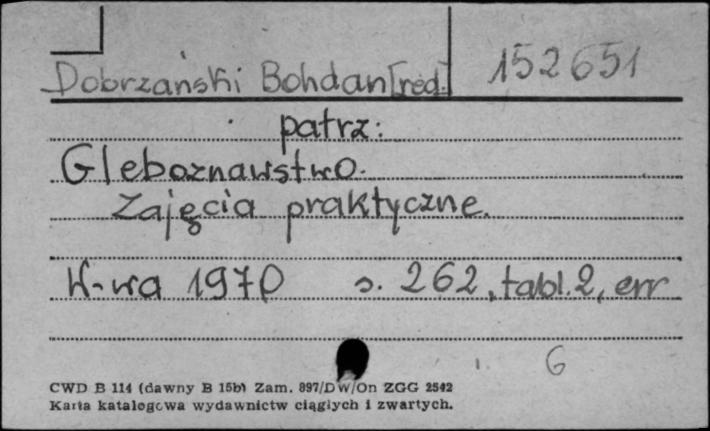 Dobrzański Bohdan [red.] 152651
patrz:
Gleboznawstwo.
Zajęcia praktyczne.
W-wa 1970 s. 262, tabl. 2, err
G
CWD B 114 (dawny B 15b) Zam. 897/DW/On ZGG 2542
Karta katalogowa wydawnictw ciągłych i zwartych.